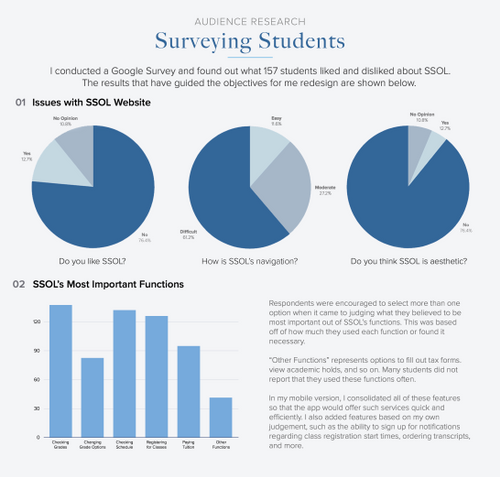 AUDIENCE RESEARCH
Surveying Students
I conducted a Google Survey and found out what 157 students liked and disliked about SSOL.
The results that have guided the objectives for me redesign are shown below.
01 Issues with SSOL Website
No Opinion
10.8%
Yes
12.7%
No
76.4%
Do you like SSOL?
Easy
11.5%
Moderate
27.2%
Difficult
61.2%
How is SSOL's navigation?
No Opinion
10.8%
Yes
12.7%
No
76.4%
Do you think SSOL is aesthetic?
02 SSOL's Most Important Functions
120
90
60
30
0
Checking Grades
Changing Grade Options
Checking Schedule
Registering for Classes
Paying Tuition
Other Functions
Respondents were encouraged to select more than one
option when it came to judging what they believed to be
most important out of SSOL's functions. This was based
off of how much they used each function or found it
necessary.
"Other Functions" represents options to fill out tax forms.
view academic holds, and so on. Many students did not
report that they used these functions often.
In my mobile version, I consolidated all of these features
so that the app would offer such services quick and
efficiently. I also added features based on my own
judgement, such as the ability to sign up for notifications
regarding class registration start times, ordering transcripts,
and more.